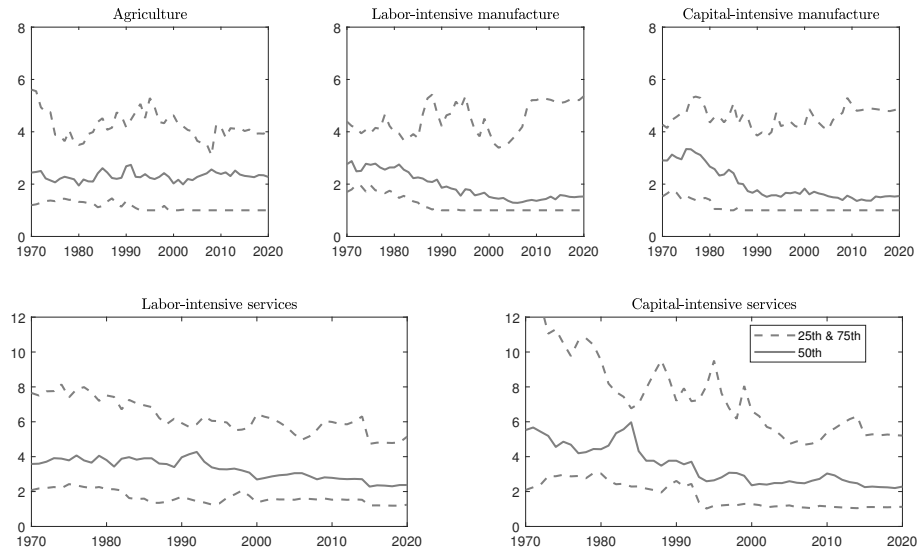 Agriculture
Labor-intensive manufacture
Capital-intensive manufacture
8
6
4
2
0
1970 1980 1990 2000 2010 2020
8
6
4
2
0
1970 1980 1990 2000 2010 2020
8
6
4
2
0
1970 1980 1990 2000 2010 2020
Labor-intensive services
Capital-intensive services
12
10
8
6
4
2
0
1970 1980 1990 2000 2010 2020
12
10
8
6
4
2
0
1970 1980 1990 2000 2010 2020
25th & 75th
50th